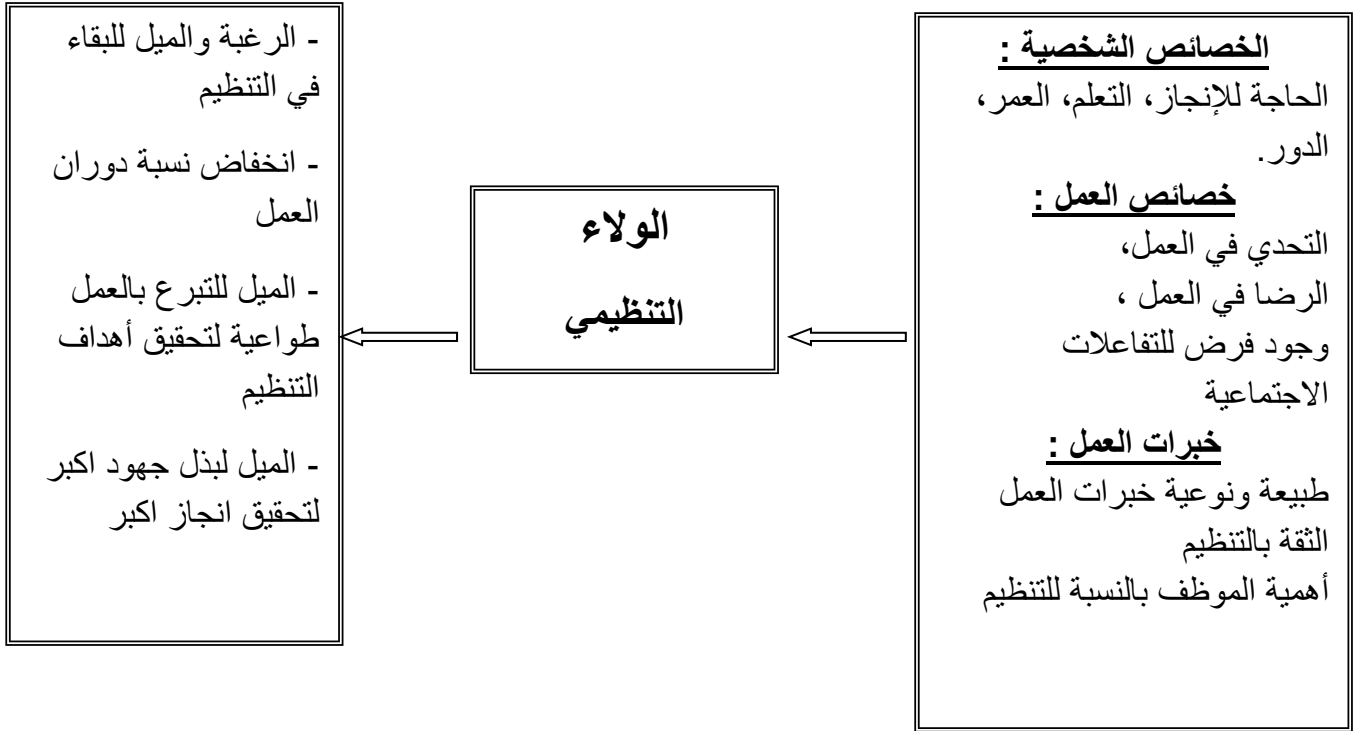 الخصائص الشخصية :
الحاجة للإنجاز، التعلم، العمر،
الدور.
خصائص العمل :
التحدي في العمل،
الرضا في العمل ،
وجود فرض للتفاعلات
الاجتماعية
خبرات العمل :
طبيعة ونوعية خبرات العمل
الثقة بالتنظيم
أهمية الموظف بالنسبة للتنظيم
الولاء
التنظيمي
- الرغبة والميل للبقاء
في التنظيم
- انخفاض نسبة دوران
العمل
- الميل للتبرع بالعمل
طواعية لتحقيق أهداف
التنظيم
- الميل لبذل جهود اكبر
لتحقيق انجاز اكبر